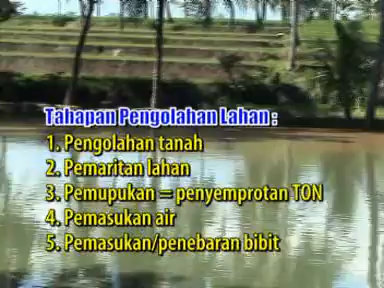 Tahapan Pengolahan Lahan :
1. Pengolahan tanah
2. Pemaritan lahan
3. Pemupukan = penyemprotan TON
4. Pemasukan air
5. Pemasukan/penebaran bibit